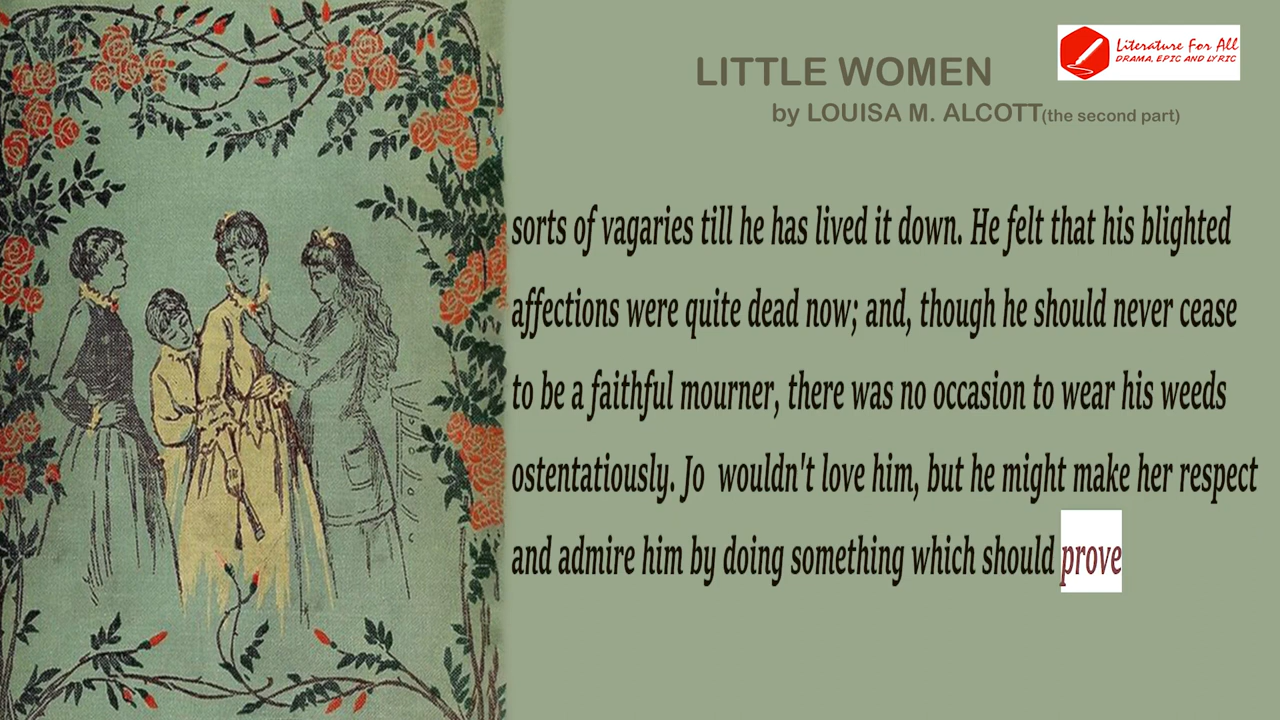 LITTLE WOMEN
by LOUISA M. ALCOTT(the second part)
Literature For All
DRAMA, EPIC AND LYRIC
sorts of vagaries till he has lived it down. He felt that his blighted
affections were quite dead now; and, though he should never cease
to be a faithful mourner, there was no occasion to wear his weeds
ostentatiously. Jo wouldn't love him, but he might make her respect
and admire him by doing something which should prove